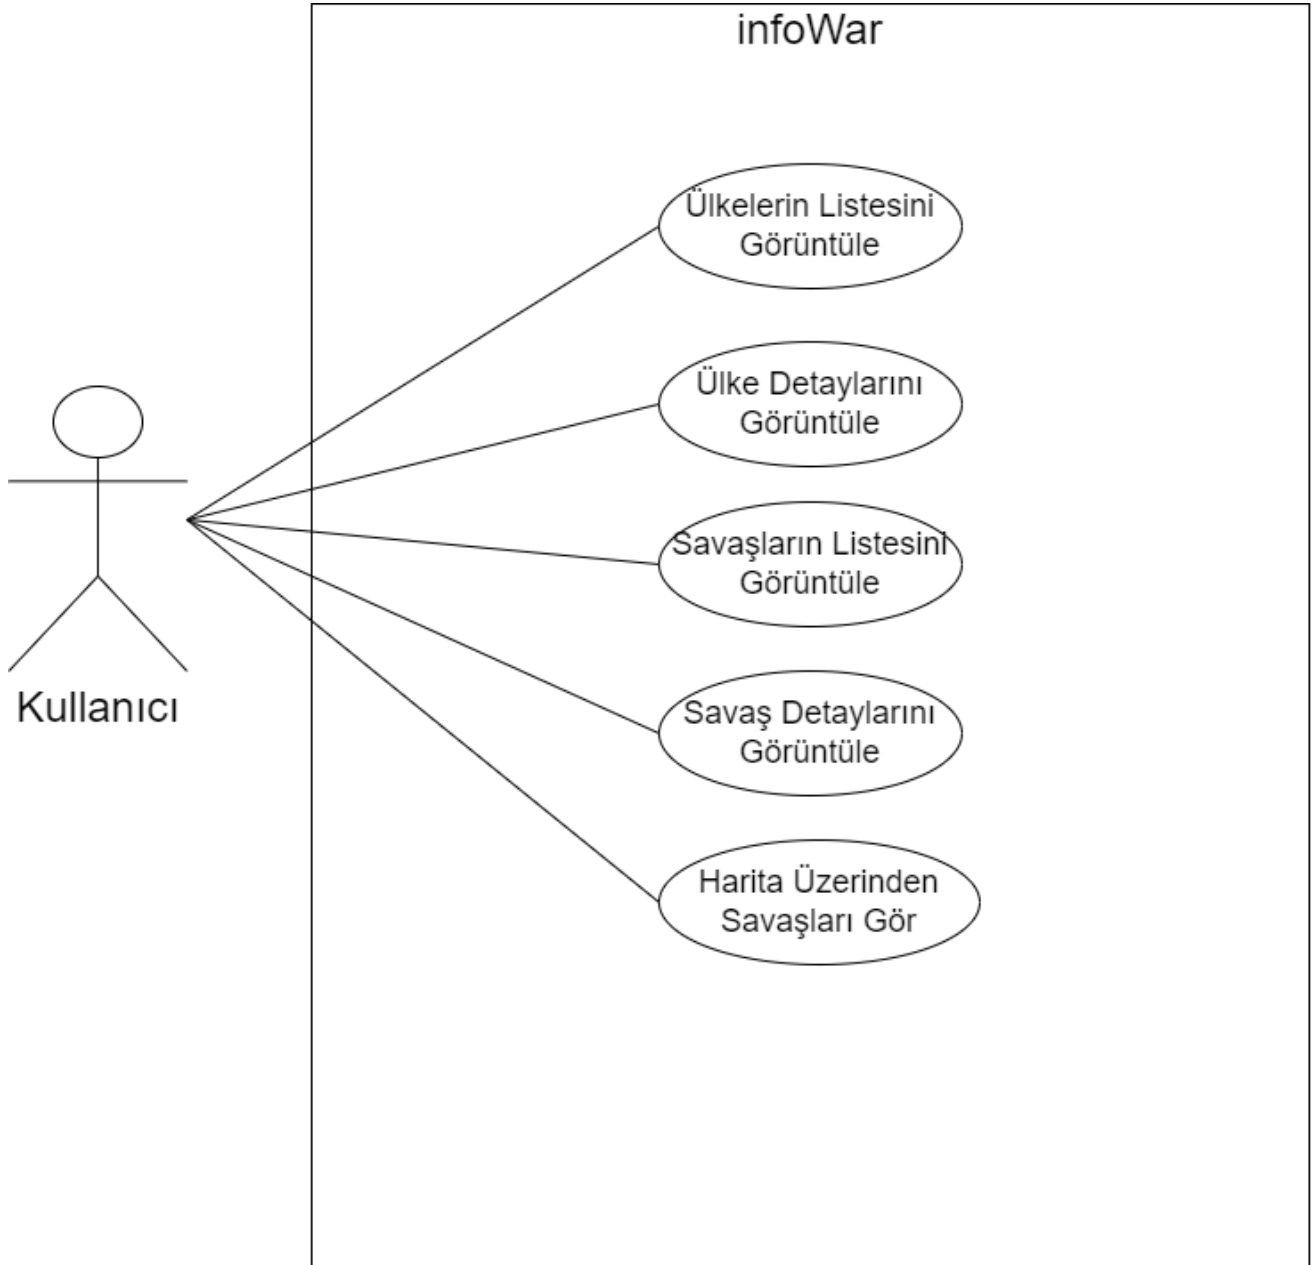 infoWar
Ülkelerin Listesini
Görüntüle
Ülke Detaylarını
Görüntüle
Savaşların Listesini
Görüntüle
Kullanıcı
Savaş Detaylarını
Görüntüle
Harita Üzerinden
Savaşları Gör